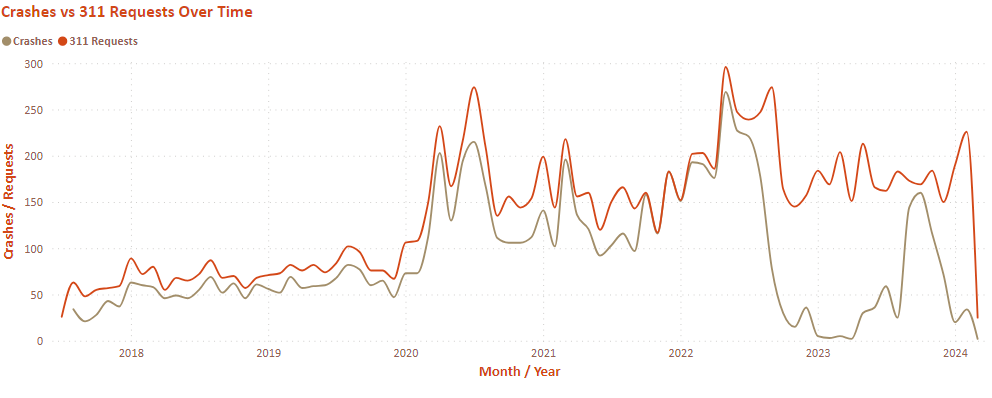 Crashes vs 311 Requests Over Time
Crashes 311 Requests
300
250
200
150
100
50
0
Crashes / Requests
2018 2019 2020 2021 2022 2023 2024
Month / Year